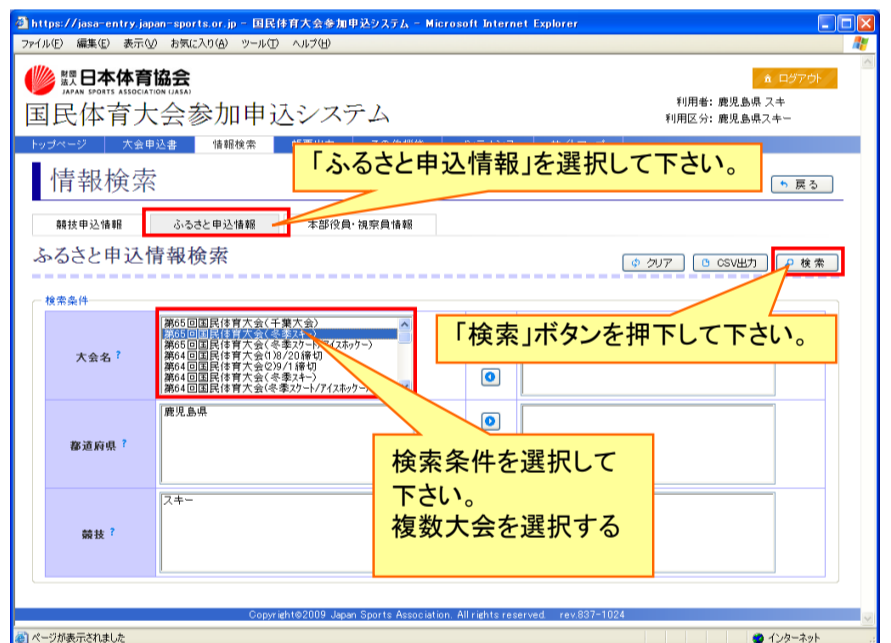 https://jasa-entry.japan-sports.or.jp - 国民体育大会参加申込システム - Microsoft Internet Explorer
ファイル(F) 編集(E) 表示(V) お気に入り(A) ツール(T) ヘルプ(H)
財団法人日本体育協会
JAPAN SPORTS ASSOCIATION (JASA)
ログアウト
国民体育大会参加申込システム
利用者: 鹿児島県 スキ
利用区分: 鹿児島県スキー
トップページ 大会申込書 情報検索
「ふるさと申込情報」を選択して下さい。
情報検索
戻る
競技申込情報 ふるさと申込情報 本部役員・視察員情報
ふるさと申込情報検索
クリア CSV出力 検索
検索条件
「検索」ボタンを押下して下さい。
大会名 ?
第65回国民体育大会(千葉大会)
第65回国民体育大会(冬季スキー)
第65回国民体育大会(冬季スケート/アイスホッケー)
第64回国民体育大会(1)8/20締切
第64回国民体育大会(2)9/1締切
第64回国民体育大会(冬季スキー)
第64回国民体育大会(冬季スケート/アイスホッケー)
都道府県 ?
鹿児島県
検索条件を選択して
下さい。
複数大会を選択する
競技 ?
スキー
Copyright©2009 Japan Sports Association. All rights reserved. rev.837-1024
ページが表示されました
インターネット